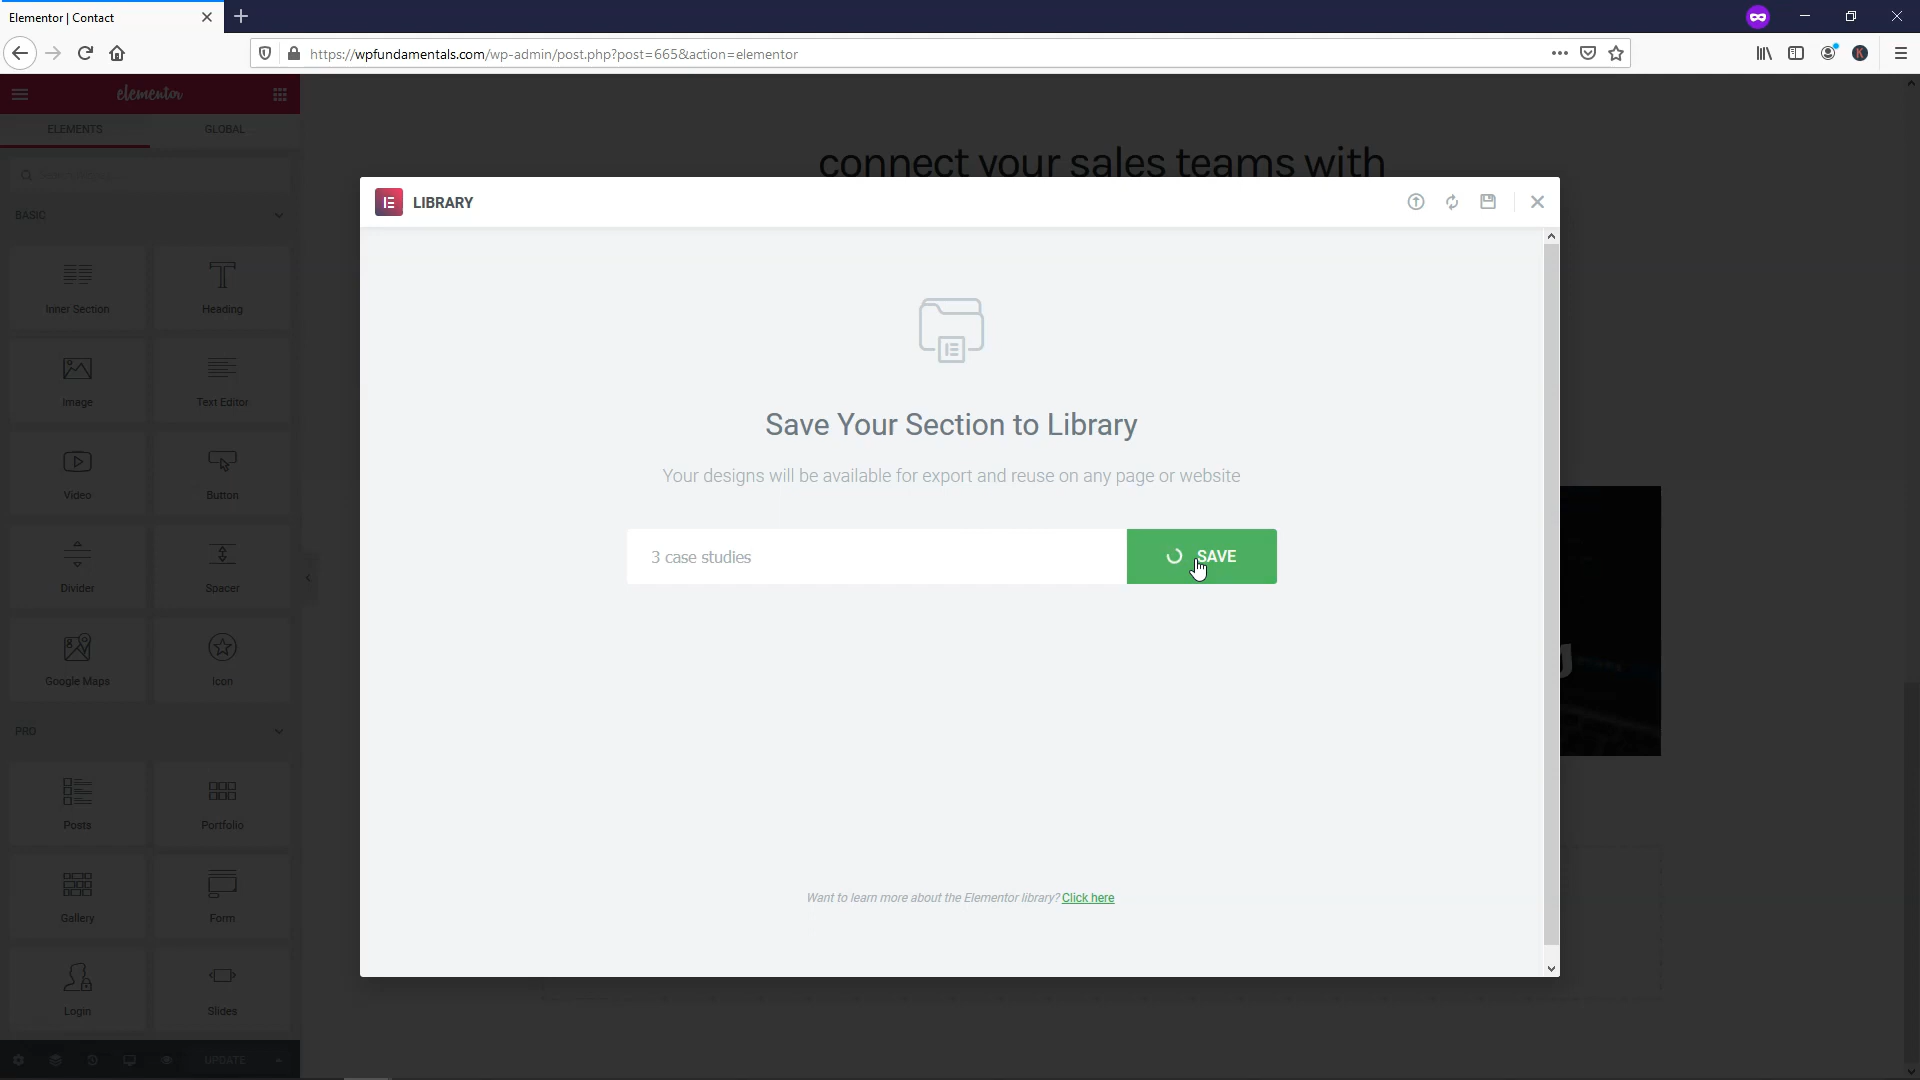 Elementor | Contact
https://wpfundamentals.com/wp-admin/post.php?post=665&action=elementor
elementor
ELEMENTS
GLOBAL
BASIC
Inner Section
Heading
Image
Text Editor
Video
Button
Divider
Spacer
Google Maps
Icon
PRO
Posts
Portfolio
Gallery
Form
Login
Slides
UPDATE
connect your sales teams with
LIBRARY
Save Your Section to Library
Your designs will be available for export and reuse on any page or website
3 case studies
SAVE
Want to learn more about the Elementor library? Click here